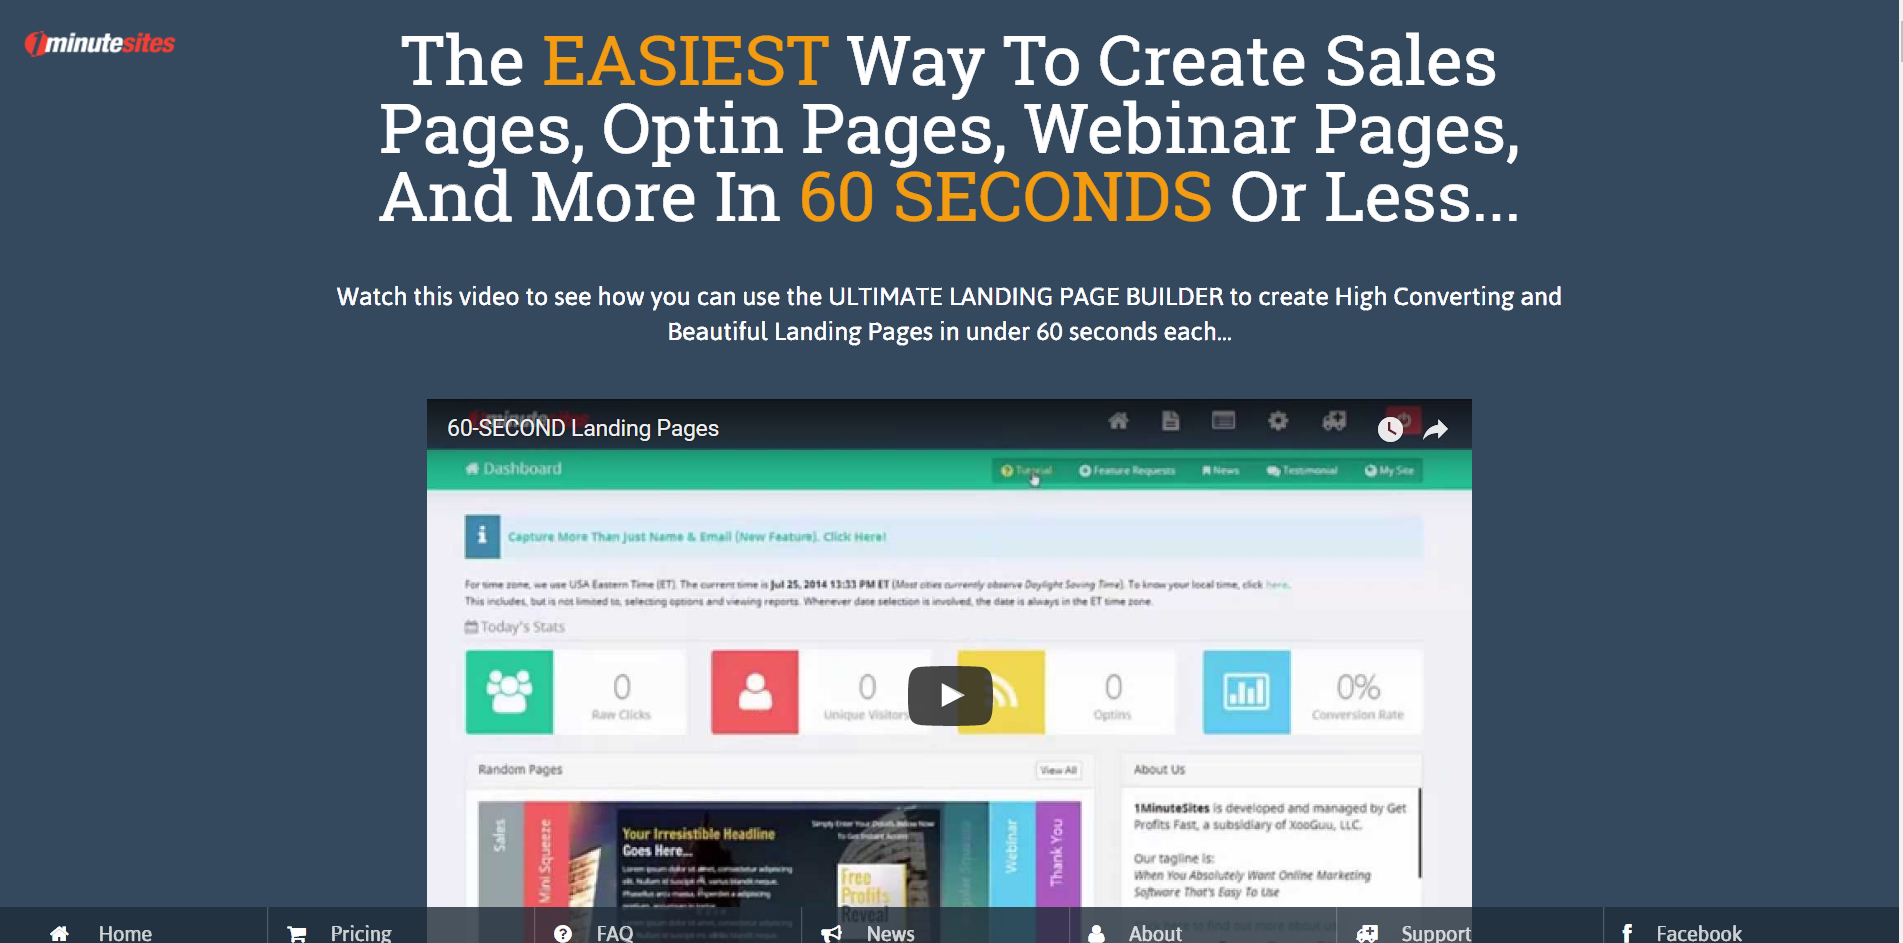 1minutesites
The EASIEST Way To Create Sales
Pages, Optin Pages, Webinar Pages,
And More In 60 SECONDS Or Less...
Watch this video to see how you can use the ULTIMATE LANDING PAGE BUILDER to create High Converting and
Beautiful Landing Pages in under 60 seconds each...
60-SECOND Landing Pages
Dashboard
Tutorial Feature Requests News Testimonial My Site
Capture More Than Just Name & Email (New Feature). Click Here!
For time zone, we use USA Eastern Time (ET). The current time is Jul 25, 2014 13:33 PM ET (Most cities currently observe Daylight Saving Time). To know your local time, click here.
This includes, but is not limited to, selecting options and viewing reports. Whenever date selection is involved, the date is always in the ET time zone.
Today's Stats
0 0 0 0%
Raw Clicks Unique Visitors Optins Conversion Rate
Random Pages View All About Us
Sales
Mini Squeeze
Your Irresistible Headline
Goes Here...
Simply Enter Your Details Below Now
To Get Instant Access
Free
Profits
Reveal
Webinar
Thank You
1MinuteSites is developed and managed by Get
Profits Fast, a subsidiary of XooGuu, LLC.
Our tagline is:
When You Absolutely Want Online Marketing
Software That's Easy To Use
Home Pricing FAQ News About Support Facebook